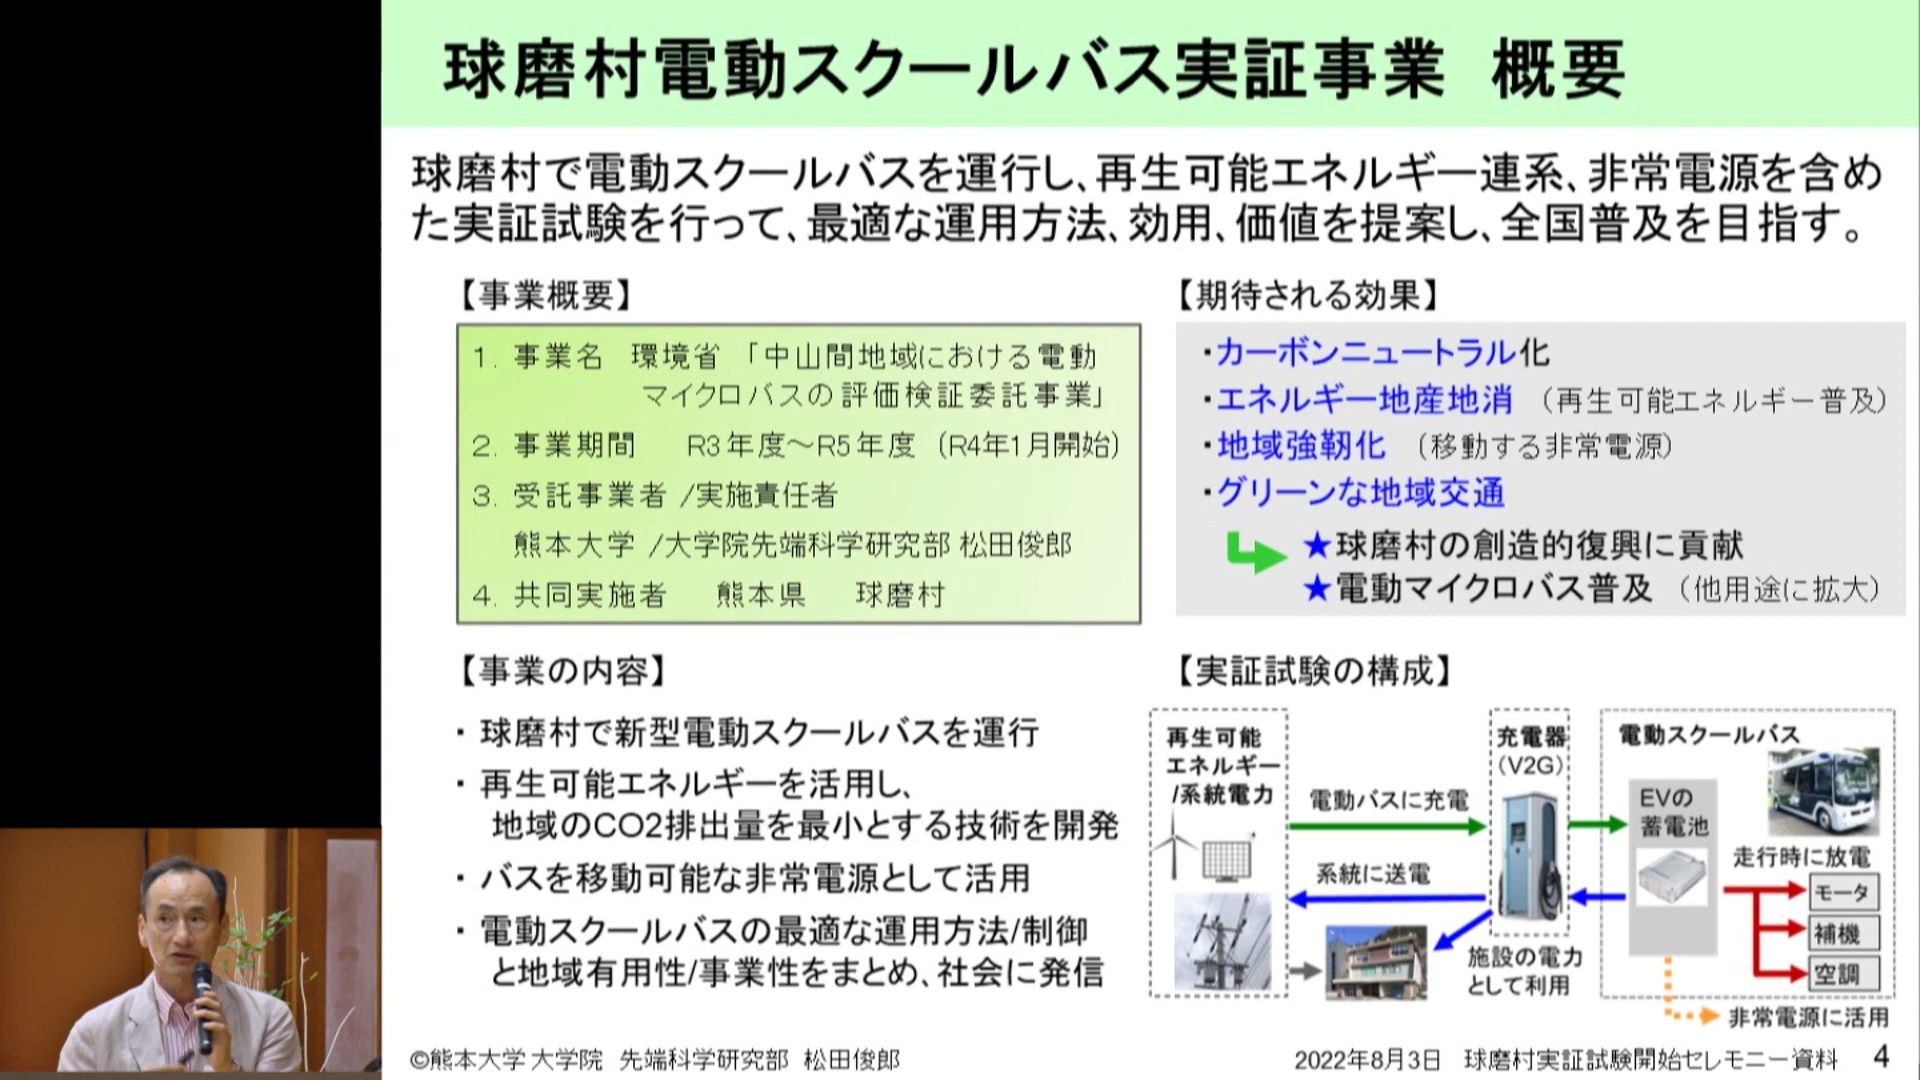 球磨村電動スクールバス実証事業 概要
球磨村で電動スクールバスを運行し、再生可能エネルギー連系、非常電源を含め
た実証試験を行って、最適な運用方法、効用、価値を提案し、全国普及を目指す。
【事業概要】
1. 事業名 環境省 「中山間地域における電動
マイクロバスの評価検証委託事業」
2. 事業期間 R3年度～R5年度 (R4年1月開始)
3. 受託事業者 /実施責任者
熊本大学 /大学院先端科学研究部 松田俊郎
4. 共同実施者 熊本県 球磨村
【期待される効果】
・カーボンニュートラル化
・エネルギー地産地消 （再生可能エネルギー普及）
・地域強靭化 （移動する非常電源）
・グリーンな地域交通
★球磨村の創造的復興に貢献
★電動マイクロバス普及 （他用途に拡大）
【事業の内容】
・ 球磨村で新型電動スクールバスを運行
・ 再生可能エネルギーを活用し、
地域のCO2排出量を最小とする技術を開発
・ バスを移動可能な非常電源として活用
・ 電動スクールバスの最適な運用方法/制御
と地域有用性/事業性をまとめ、社会に発信
【実証試験の構成】
再生可能
エネルギー
/系統電力
電動バスに充電
系統に送電
充電器
(V2G)
施設の電力
として利用
電動スクールバス
EVの
蓄電池
走行時に放電
モータ
補機
空調
非常電源に活用
©熊本大学 大学院 先端科学研究部 松田俊郎
2022年8月3日 球磨村実証試験開始セレモニー資料 4